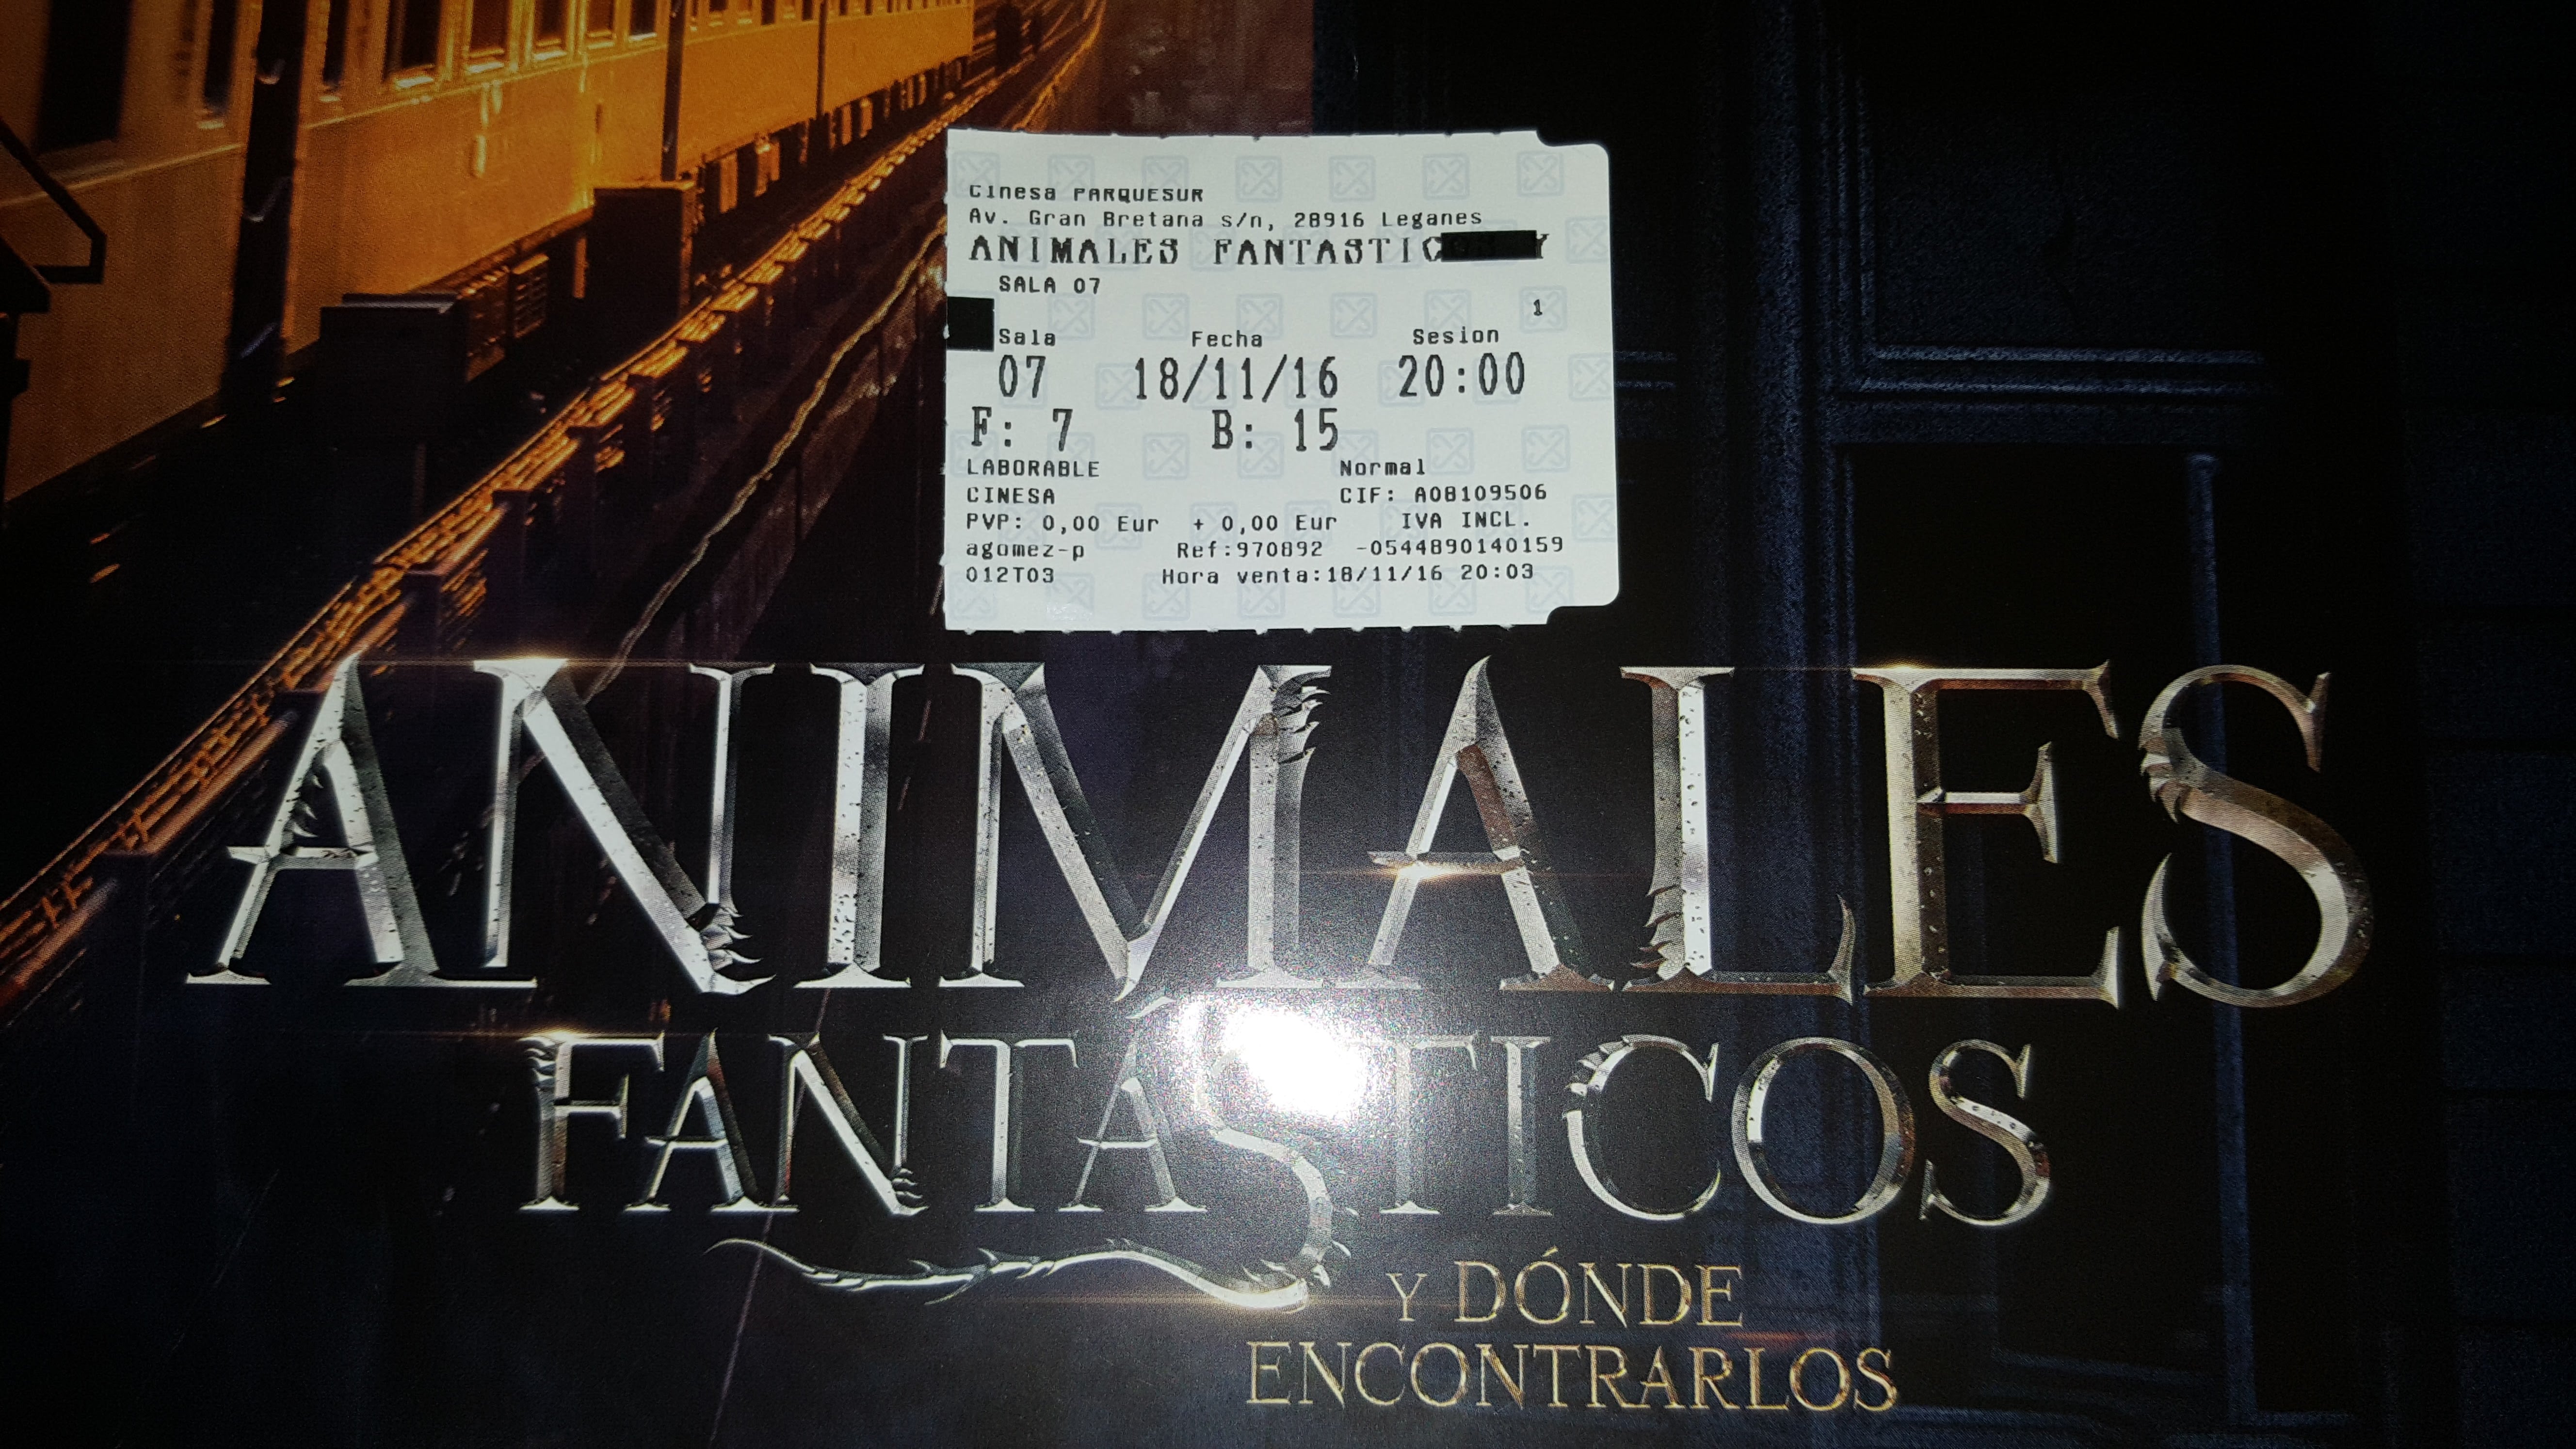 Cinesa PARQUESUR
Av. Gran Bretana s/n, 28916 Leganes
ANIMALES Y
SALA 07
1
Sala Fecha Sesion
07 18/11/16 20:00
F: 7 B: 15
LABORABLE Normal
CINESA CIF: A08109506
PVP: 0,00 Eur + 0,00 Eur IVA INCL.
agomez-p Ref:970892 -0544890140159
012T03 Hora venta:18/11/16 20:03
ANIMALES
FANTÁSTICOS
Y DÓNDE
ENCONTRARLOS